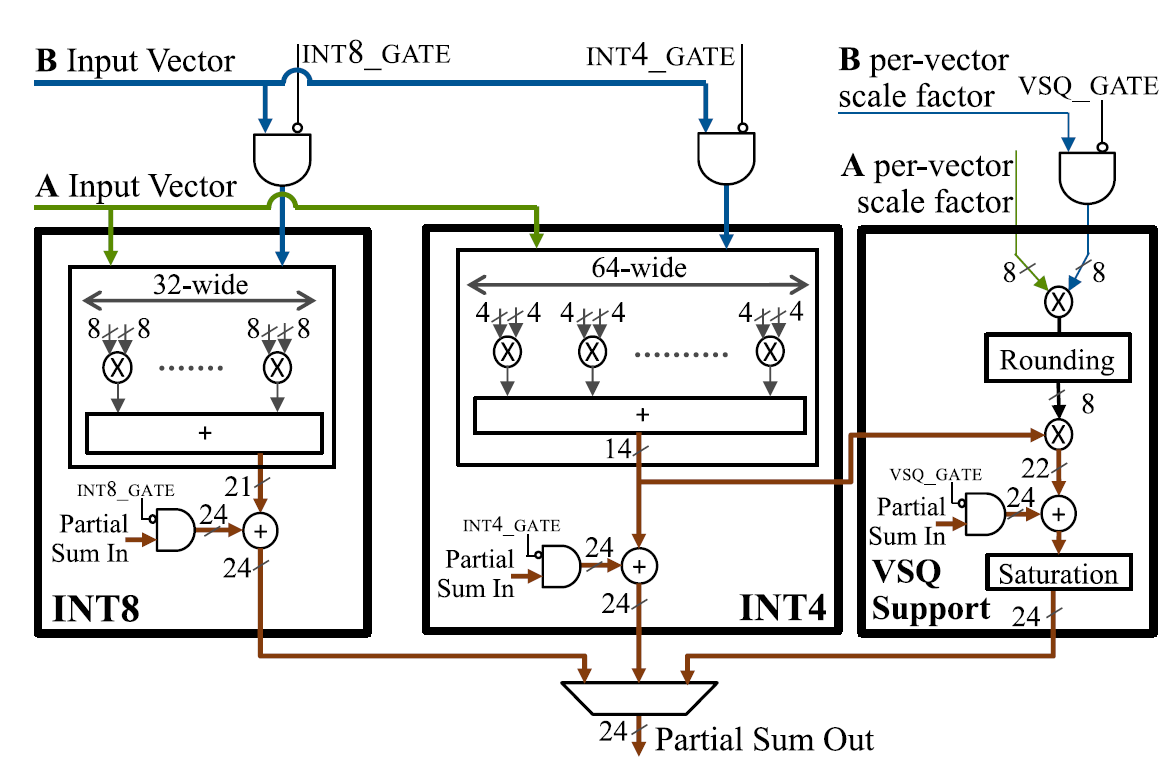 B Input Vector
INT8_GATE
INT4_GATE
B per-vector
scale factor
VSQ_GATE
A Input Vector
A per-vector
scale factor
32-wide
8 8
8 8
X
.......
X
+
21
INT8_GATE
Partial
Sum In
24
+
24
INT8
64-wide
4 4
4 4
4 4
X
X
..........
X
+
14
INT4_GATE
Partial
Sum In
24
+
24
INT4
8
8
X
Rounding
8
X
22
VSQ_GATE
Partial
Sum In
24
+
Saturation
VSQ
Support
24
24
Partial Sum Out